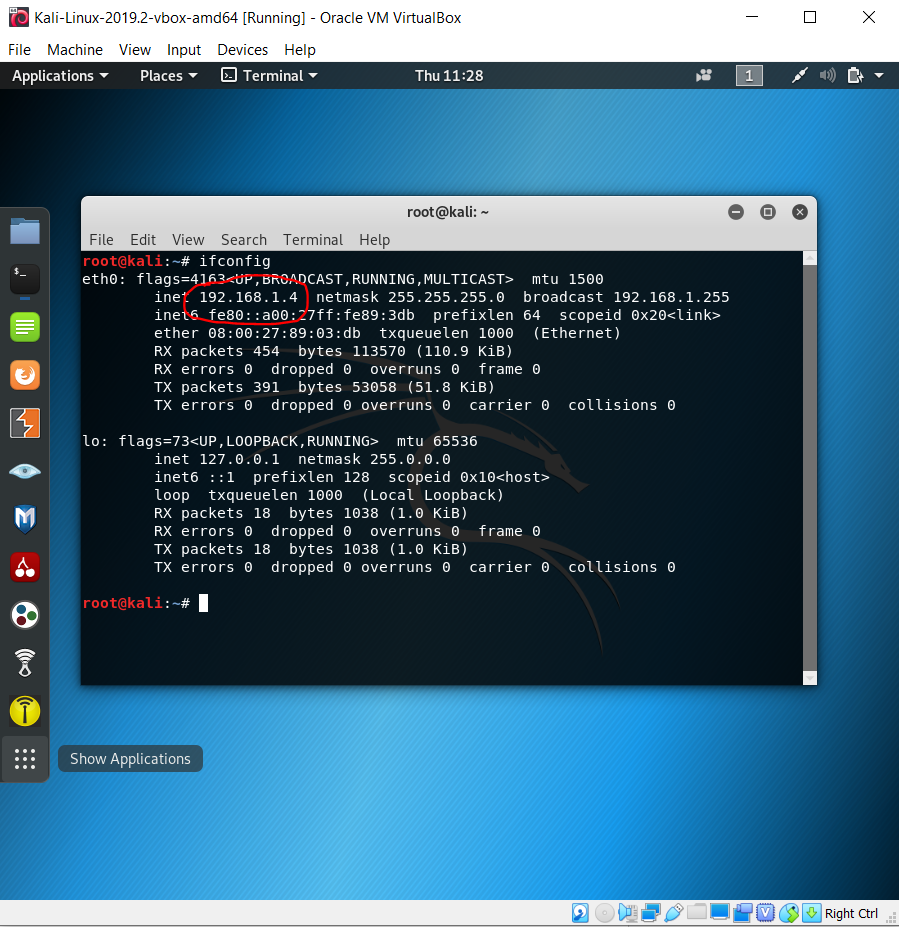 Kali-Linux-2019.2-vbox-amd64 [Running] - Oracle VM VirtualBox
File Machine View Input Devices Help
Applications Places Terminal Thu 11:28 1
root@kali: ~
File Edit View Search Terminal Help
root@kali:~# ifconfig
eth0: flags=4163<UP,BROADCAST,RUNNING,MULTICAST>  mtu 1500
        inet 192.168.1.4  netmask 255.255.255.0  broadcast 192.168.1.255
        inet6 fe80::a00:27ff:fe89:3db  prefixlen 64  scopeid 0x20<link>
        ether 08:00:27:89:03:db  txqueuelen 1000  (Ethernet)
        RX packets 454  bytes 113570 (110.9 KiB)
        RX errors 0  dropped 0  overruns 0  frame 0
        TX packets 391  bytes 53058 (51.8 KiB)
        TX errors 0  dropped 0 overruns 0  carrier 0  collisions 0
lo: flags=73<UP,LOOPBACK,RUNNING>  mtu 65536
        inet 127.0.0.1  netmask 255.0.0.0
        inet6 ::1  prefixlen 128  scopeid 0x10<host>
        loop  txqueuelen 1000  (Local Loopback)
        RX packets 18  bytes 1038 (1.0 KiB)
        RX errors 0  dropped 0  overruns 0  frame 0
        TX packets 18  bytes 1038 (1.0 KiB)
        TX errors 0  dropped 0 overruns 0  carrier 0  collisions 0
root@kali:~#
Show Applications
Right Ctrl